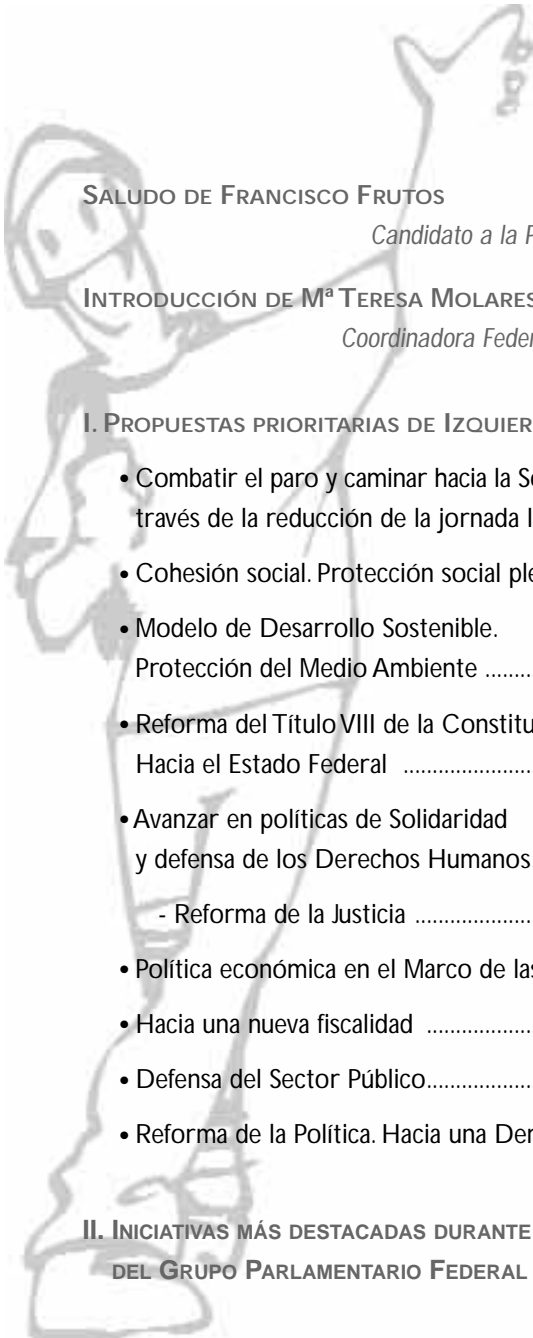 SALUDO DE FRANCISCO FRUTOS
Candidato a la P
INTRODUCCIÓN DE Mª TERESA MOLARES
Coordinadora Feder
I. PROPUESTAS PRIORITARIAS DE IZQUIER
• Combatir el paro y caminar hacia la So
través de la reducción de la jornada l
• Cohesión social. Protección social ple
• Modelo de Desarrollo Sostenible.
Protección del Medio Ambiente ........
• Reforma del Título VIII de la Constitu
Hacia el Estado Federal ......................
• Avanzar en políticas de Solidaridad
y defensa de los Derechos Humanos
- Reforma de la Justicia ....................
• Política económica en el Marco de las
• Hacia una nueva fiscalidad ..................
• Defensa del Sector Público..................
• Reforma de la Política. Hacia una Der
II. INICIATIVAS MÁS DESTACADAS DURANTE
DEL GRUPO PARLAMENTARIO FEDERAL